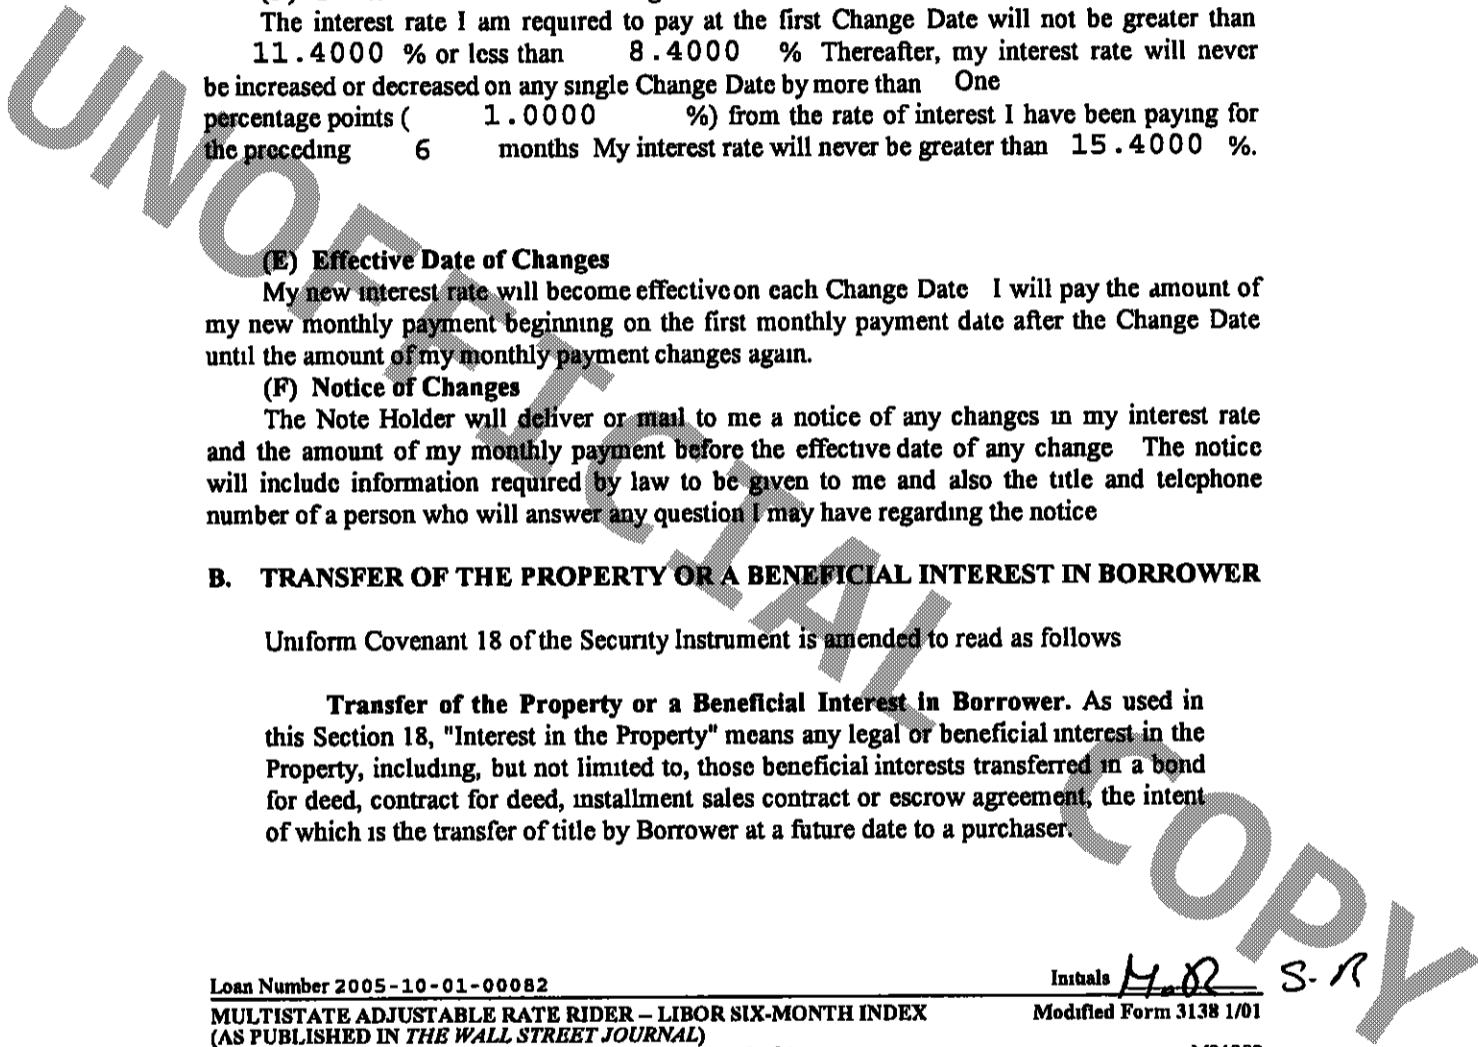 The interest rate I am required to pay at the first Change Date will not be greater than
11.4000 % or less than 8.4000 % Thereafter, my interest rate will never
be increased or decreased on any single Change Date by more than One
percentage points ( 1.0000 %) from the rate of interest I have been paying for
the preceding 6 months My interest rate will never be greater than 15.4000 %.
(E) Effective Date of Changes
My new interest rate will become effective on each Change Date I will pay the amount of
my new monthly payment beginning on the first monthly payment date after the Change Date
until the amount of my monthly payment changes again.
(F) Notice of Changes
The Note Holder will deliver or mail to me a notice of any changes in my interest rate
and the amount of my monthly payment before the effective date of any change The notice
will include information required by law to be given to me and also the title and telephone
number of a person who will answer any question I may have regarding the notice
B. TRANSFER OF THE PROPERTY OR A BENEFICIAL INTEREST IN BORROWER
Uniform Covenant 18 of the Security Instrument is amended to read as follows
Transfer of the Property or a Beneficial Interest in Borrower. As used in
this Section 18, "Interest in the Property" means any legal or beneficial interest in the
Property, including, but not limited to, those beneficial interests transferred in a bond
for deed, contract for deed, installment sales contract or escrow agreement, the intent
of which is the transfer of title by Borrower at a future date to a purchaser.
Loan Number 2005-10-01-00082 Initials M.R S-R
MULTISTATE ADJUSTABLE RATE RIDER – LIBOR SIX-MONTH INDEX Modified Form 3138 1/01
(AS PUBLISHED IN THE WALL STREET JOURNAL)
UNOFFICIAL COPY